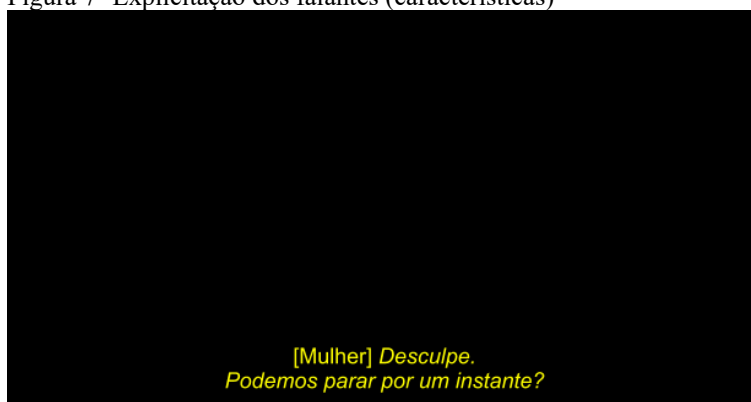 Figura 7- Explicitação dos falantes (características)
[Mulher] Desculpe.
Podemos parar por um instante?